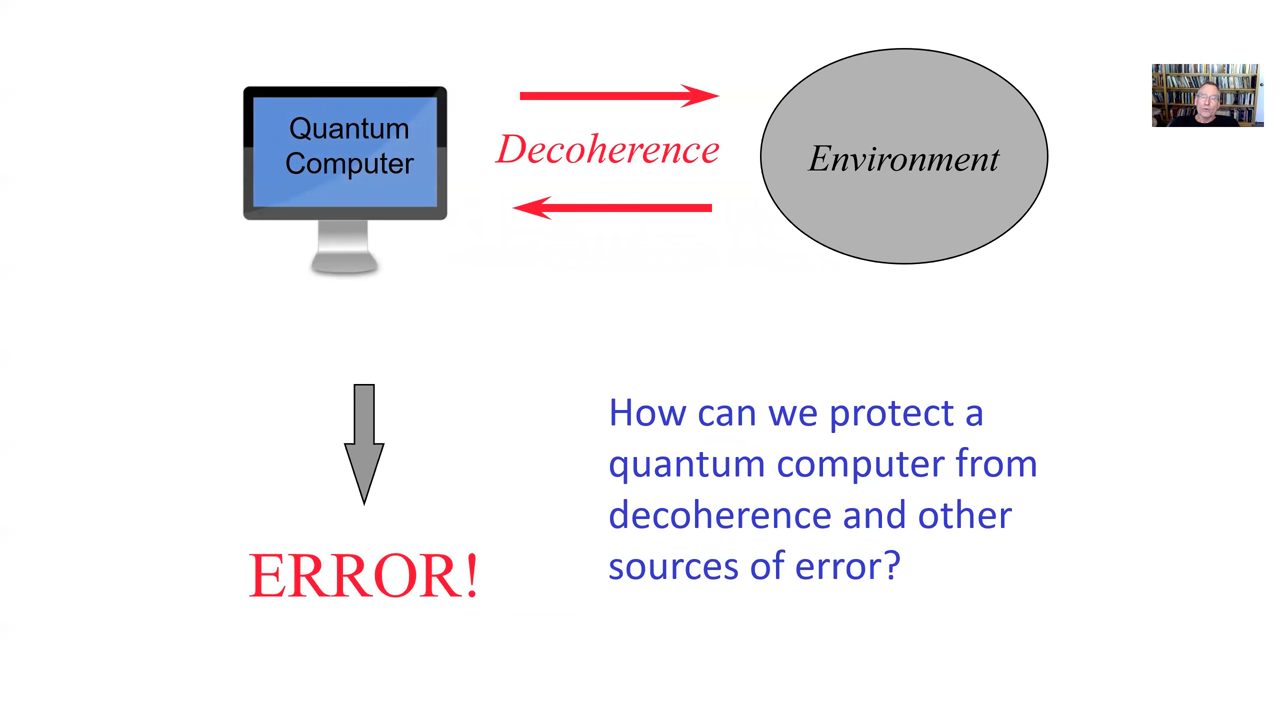 Quantum
Computer
Decoherence
Environment
How can we protect a
quantum computer from
decoherence and other
sources of error?
ERROR!